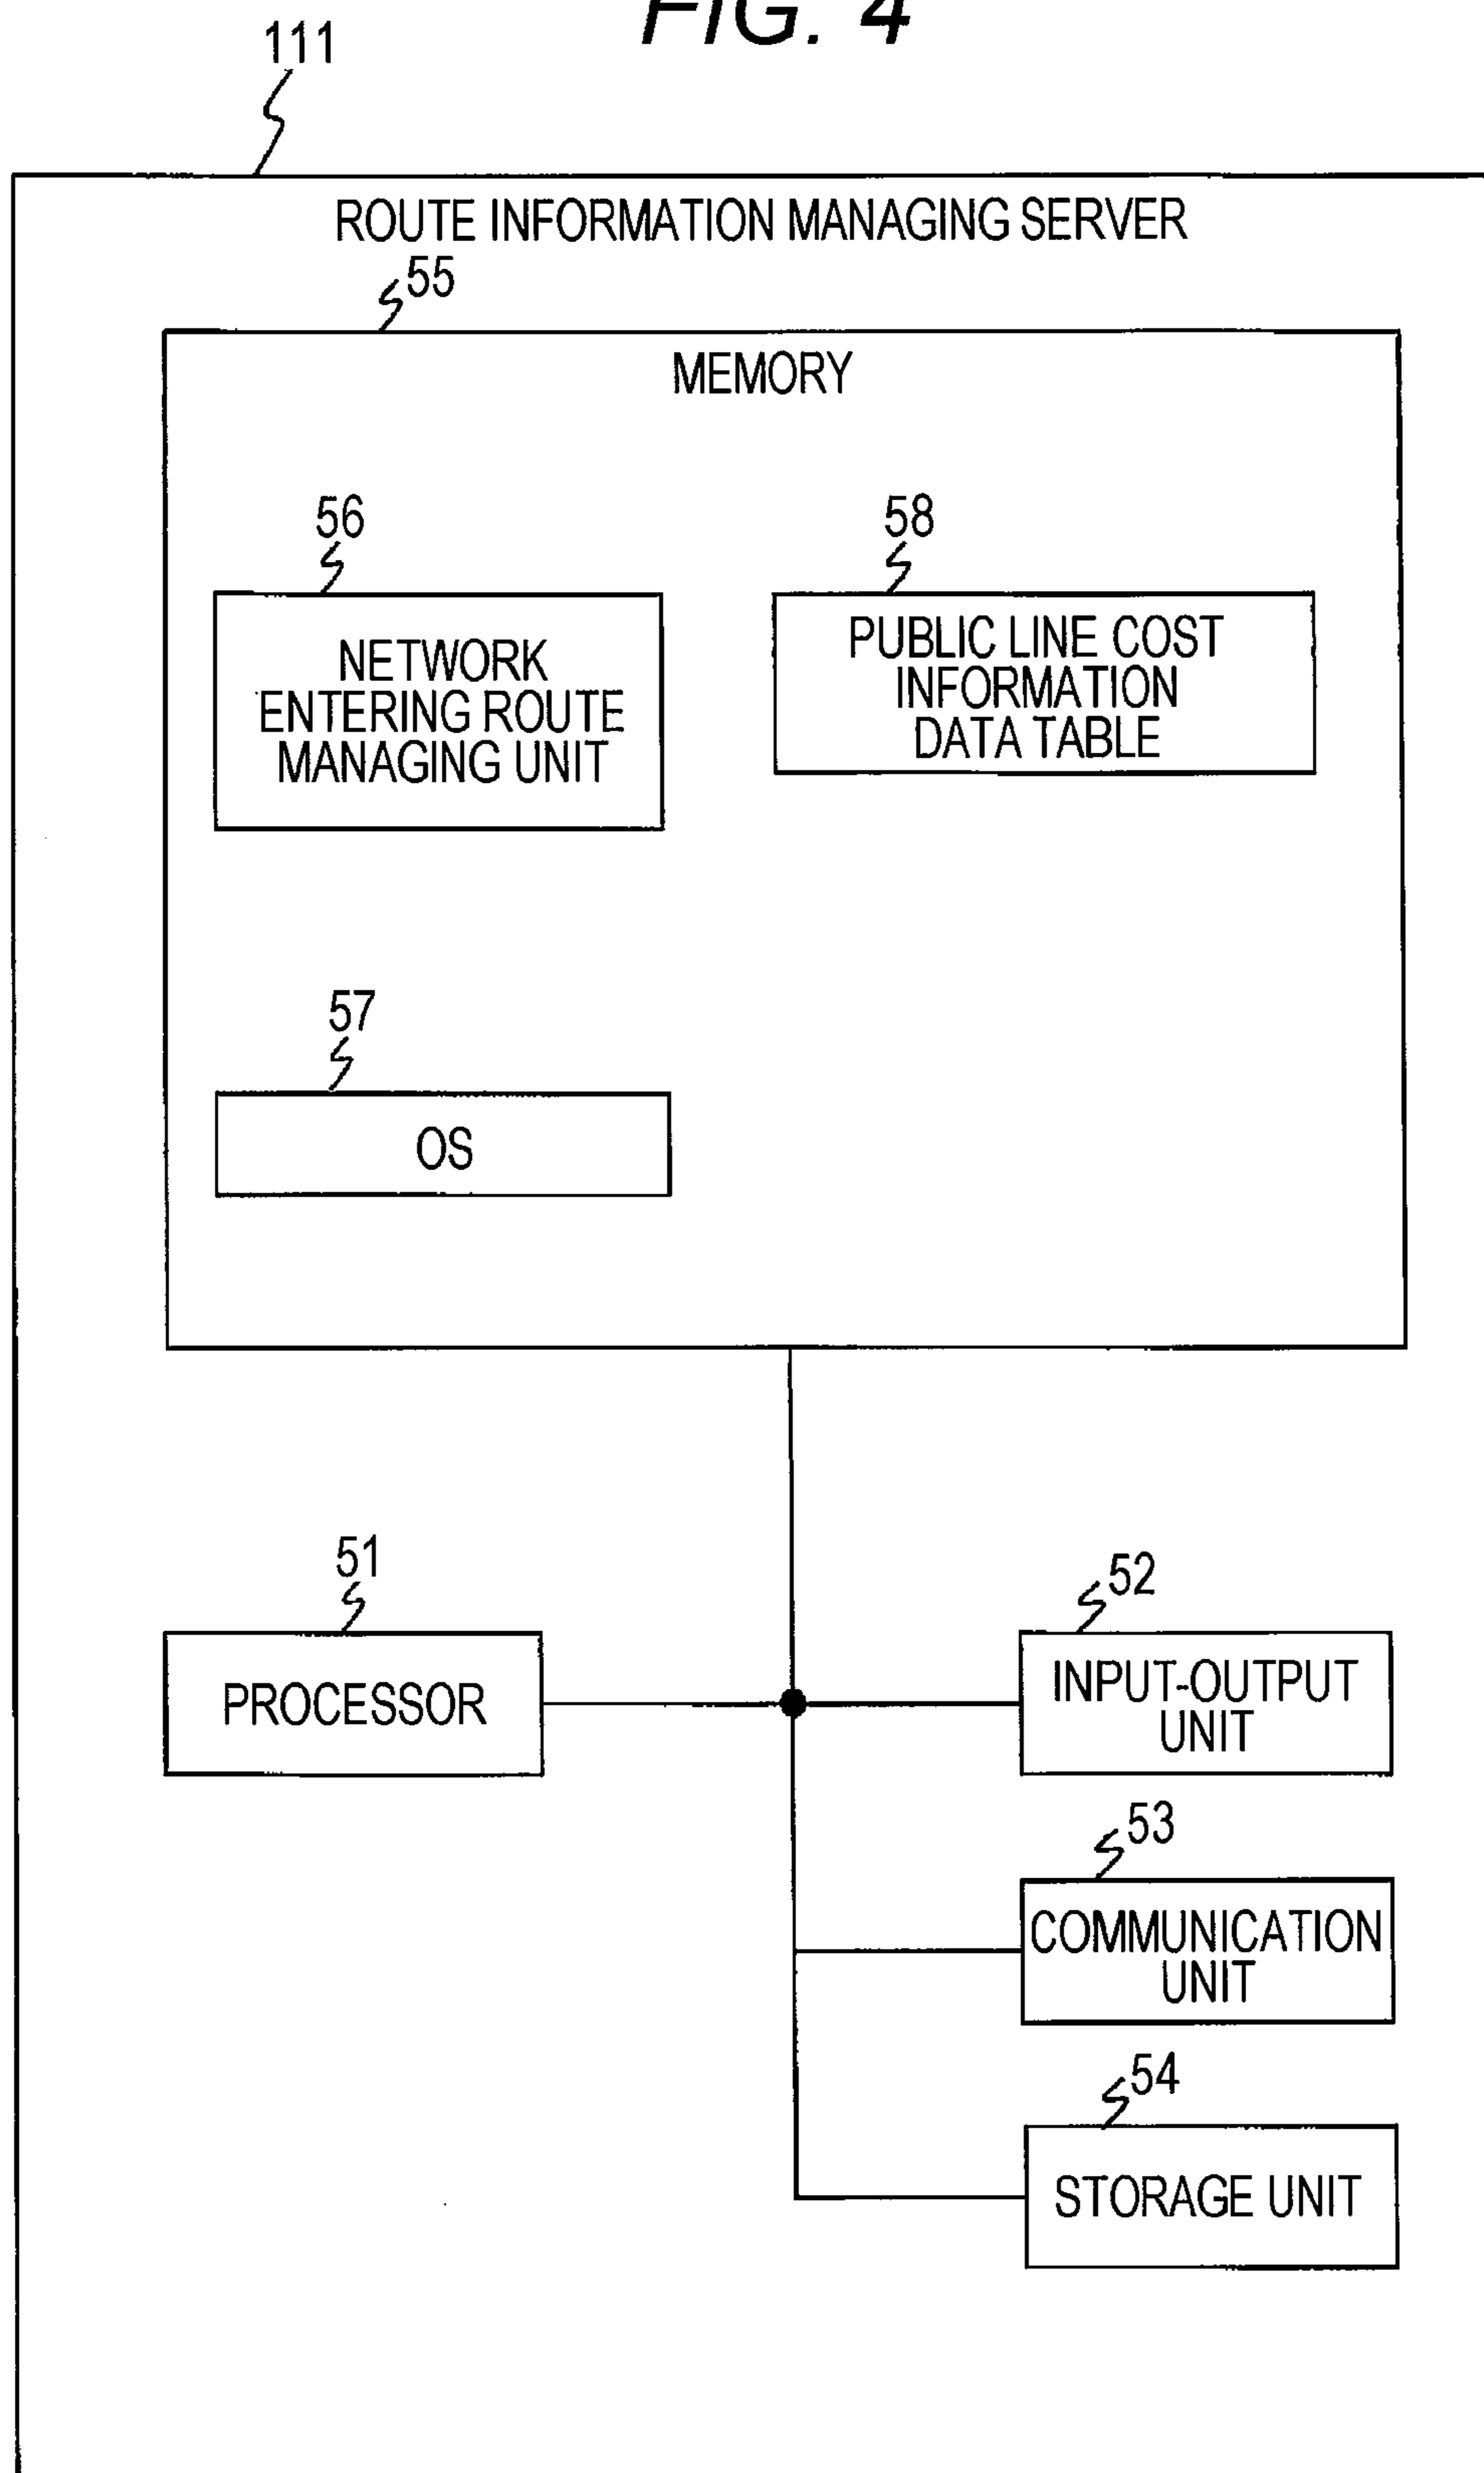 FIG. 4
111
ROUTE INFORMATION MANAGING SERVER
55
MEMORY
56
NETWORK
ENTERING ROUTE
MANAGING UNIT
58
PUBLIC LINE COST
INFORMATION
DATA TABLE
57
OS
51
PROCESSOR
52
INPUT-OUTPUT
UNIT
53
COMMUNICATION
UNIT
54
STORAGE UNIT